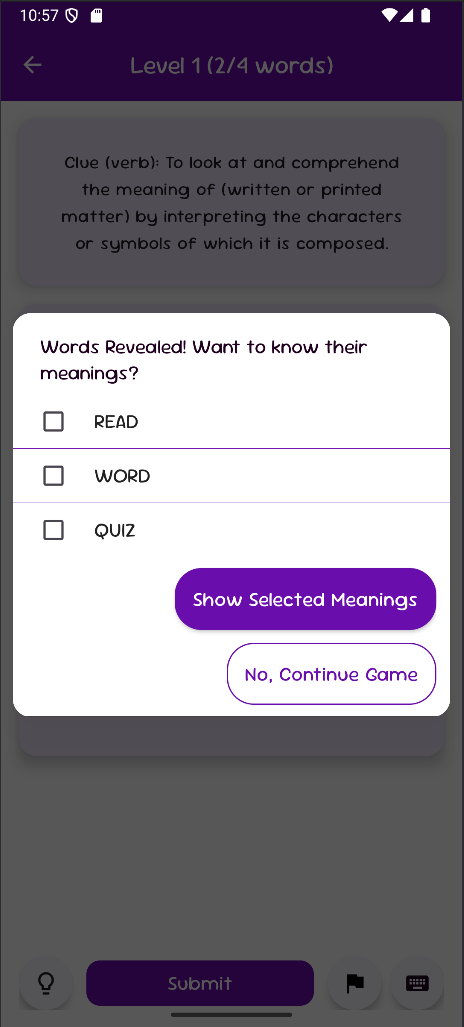 10:57
Level 1 (2/4 words)
Clue (verb): To look at and comprehend
the meaning of (written or printed
matter) by interpreting the characters
or symbols of which it is composed.
Words Revealed! Want to know their
meanings?
READ
WORD
QUIZ
Show Selected Meanings
No, Continue Game
Submit